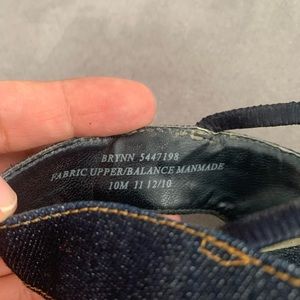 BRYNN 5447198
FABRIC UPPER/BALANCE MANMADE
10M 11 12/10